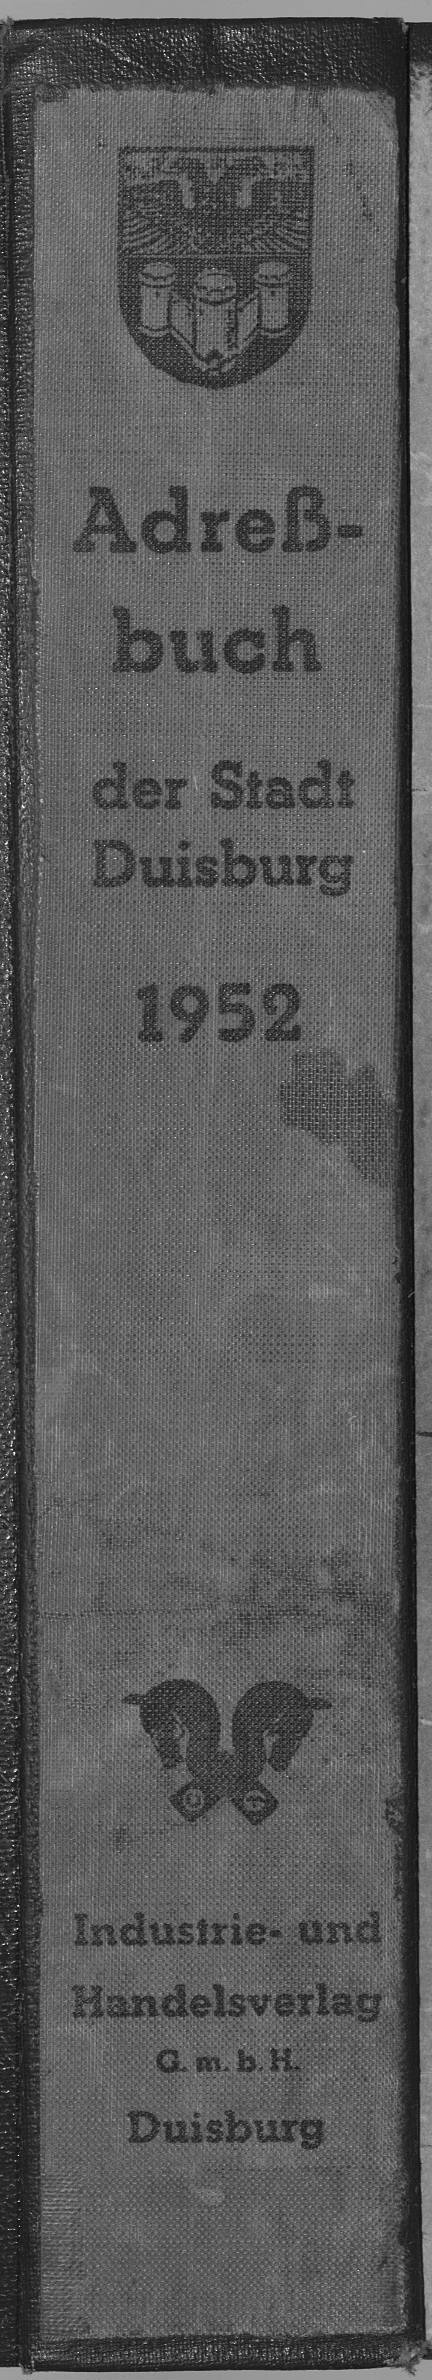 Adreß-
buch
der Stadt
Duisburg
1952
Industrie- und
Handelsverlag
G. m. b. H.
Duisburg